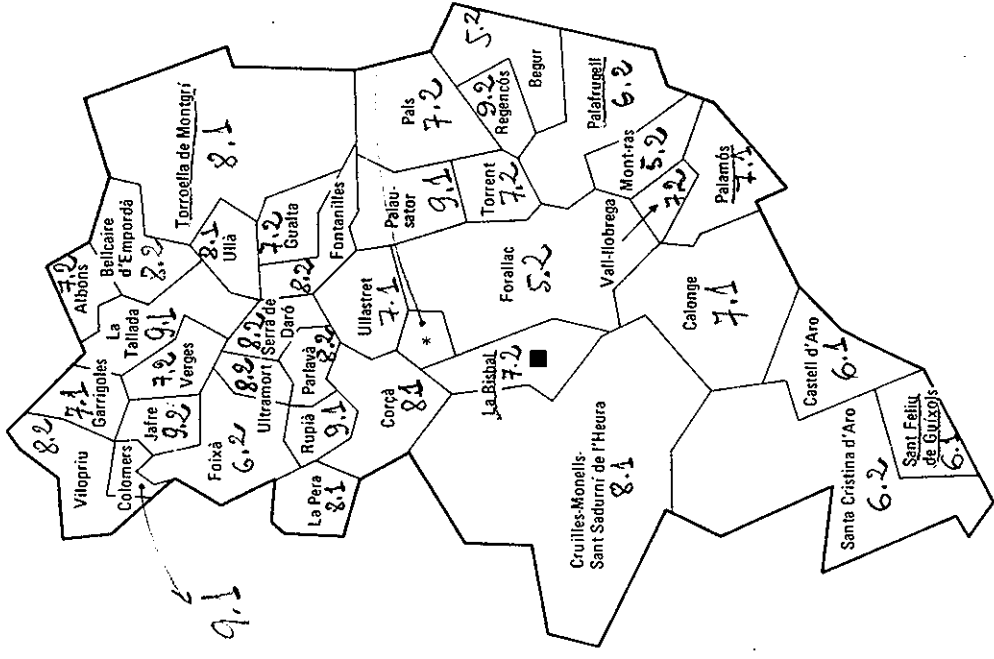 Vilopriu
8.2
Colomers
9.1
Garrigoles
7.1
Jafre
9.2
Verges
7.2
La
Tallada
9.1
Albons
7.2
Bellcaire
d'Empordà
8.2
Torroella de Montgrí
8.1
Ullà
8.1
Gualta
7.2
Fontanilles
8.2
Serra de
Daró
8.2
Ultramort
8.2
Parlavà
8.2
Foixà
6.2
Rupià
9.1
La Pera
8.1
Corçà
8.1
Ullastret
7.1
*
Palau-
sator
9.1
Pals
7.2
Regencós
9.2
Begur
5.2
Torrent
7.2
Palafrugell
6.2
Mont-ras
5.2
Forallac
5.2
La Bisbal
7.2
Vall-llobrega
7.2
Palamós
7.1
Calonge
7.1
Cruilles-Monells-
Sant Sadurní de l'Heura
8.1
Castell d'Aro
6.1
Santa Cristina d'Aro
6.2
Sant Feliu
de Guíxols
6.1